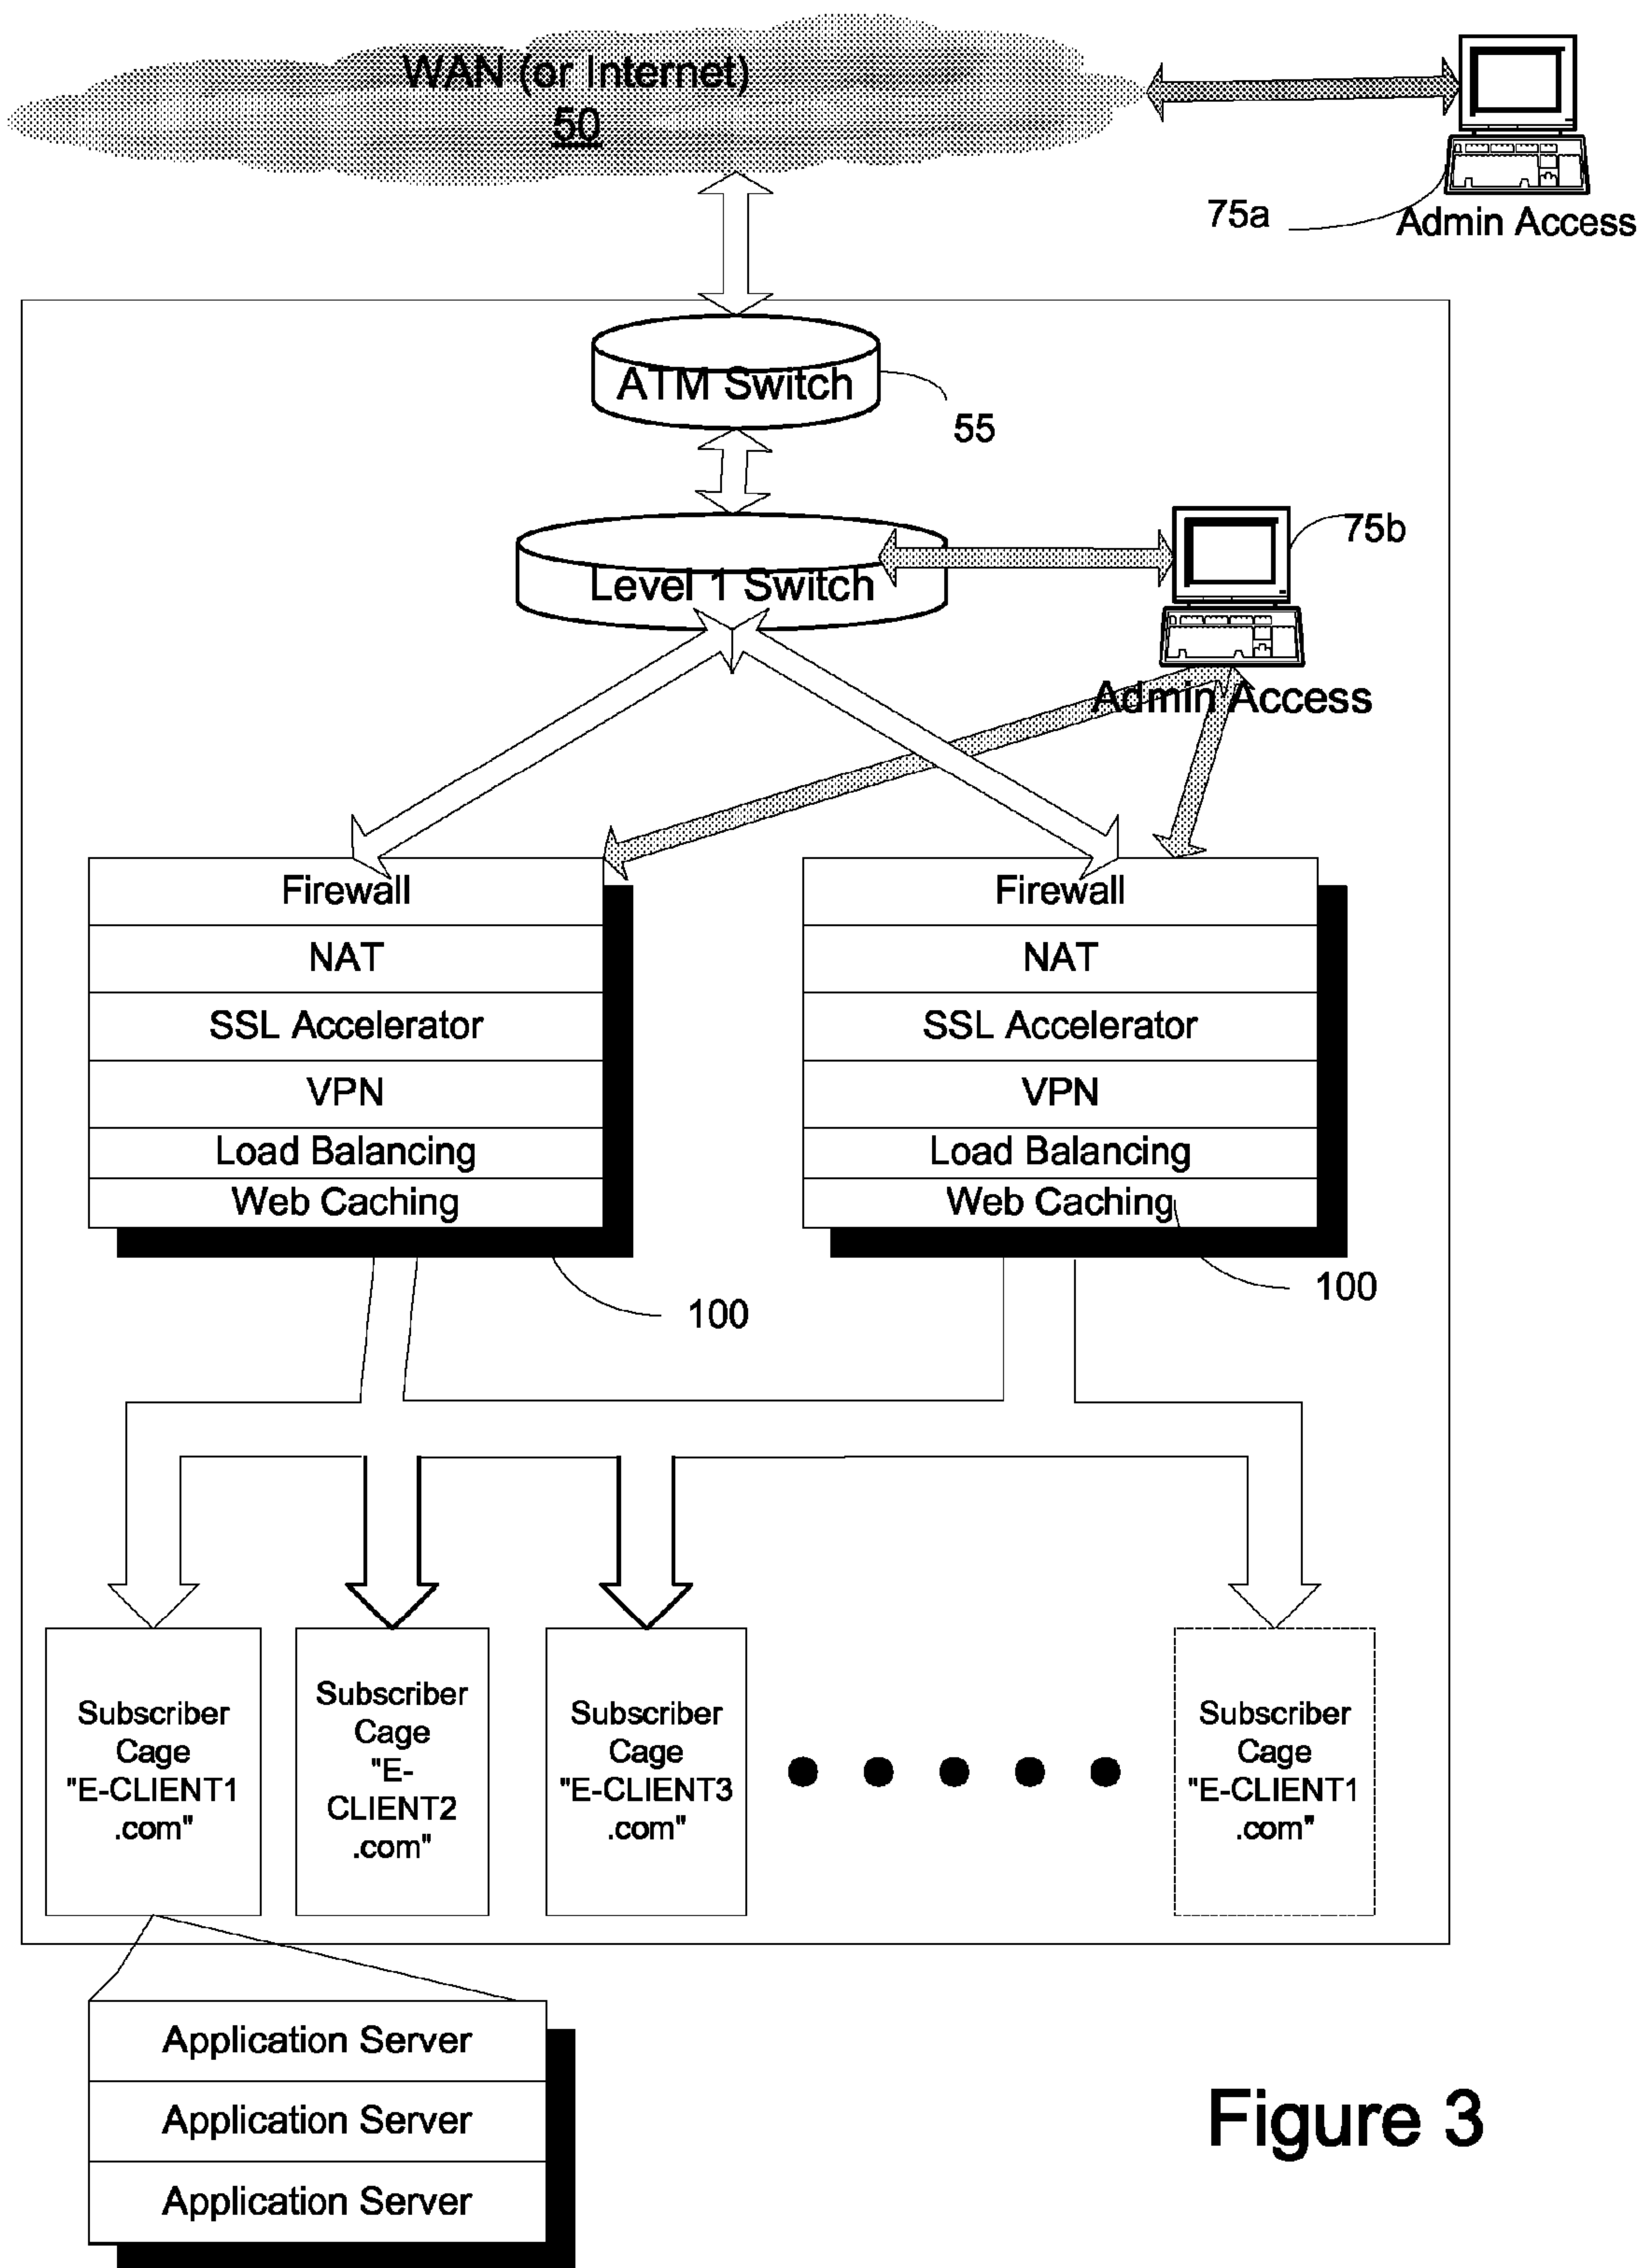 WAN (or Internet)
50
75a
Admin Access
ATM Switch
55
75b
Level 1 Switch
Admin Access
Firewall
NAT
SSL Accelerator
VPN
Load Balancing
Web Caching
100
Firewall
NAT
SSL Accelerator
VPN
Load Balancing
Web Caching
100
Subscriber
Cage
"E-CLIENT1
.com"
Subscriber
Cage
"E-
CLIENT2
.com"
Subscriber
Cage
"E-CLIENT3
.com"
Subscriber
Cage
"E-CLIENT1
.com"
Application Server
Application Server
Application Server
Figure 3